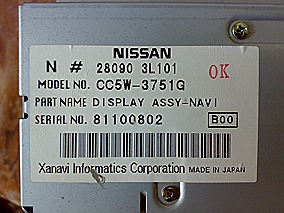 NISSAN
N # 28090 3L101 OK
MODEL NO. CC5W-3751G
PART NAME DISPLAY ASSY-NAVI
SERIAL NO. 81100802 B00
Xanavi Informatics Corporation MADE IN JAPAN